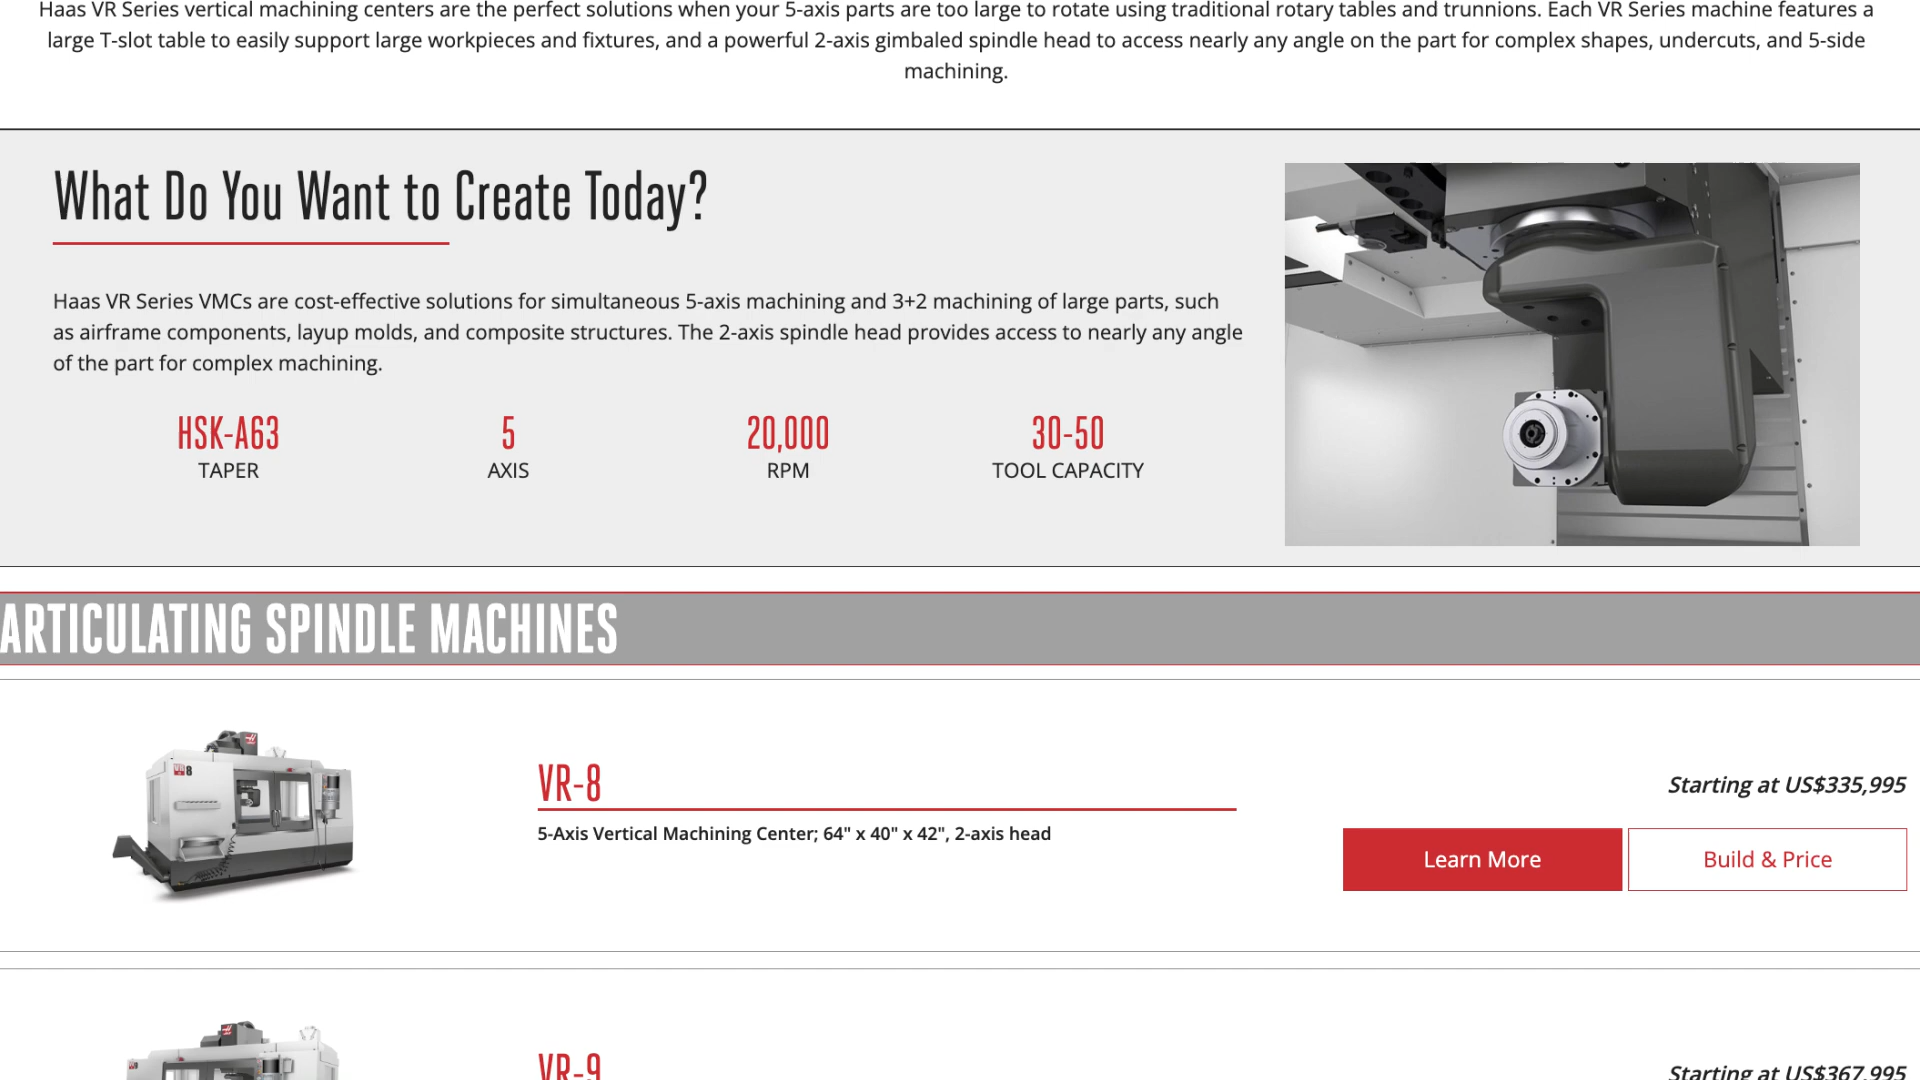 Haas VR Series vertical machining centers are the perfect solutions when your 5-axis parts are too large to rotate using traditional rotary tables and trunnions. Each VR Series machine features a
large T-slot table to easily support large workpieces and fixtures, and a powerful 2-axis gimbaled spindle head to access nearly any angle on the part for complex shapes, undercuts, and 5-side
machining.
What Do You Want to Create Today?
Haas VR Series VMCs are cost-effective solutions for simultaneous 5-axis machining and 3+2 machining of large parts, such
as airframe components, layup molds, and composite structures. The 2-axis spindle head provides access to nearly any angle
of the part for complex machining.
HSK-A63 5 20,000 30-50
TAPER AXIS RPM TOOL CAPACITY
ARTICULATING SPINDLE MACHINES
VR-8
Starting at US$335,995
5-Axis Vertical Machining Center; 64" x 40" x 42", 2-axis head
Learn More Build & Price
VR-9
Starting at US$367,995